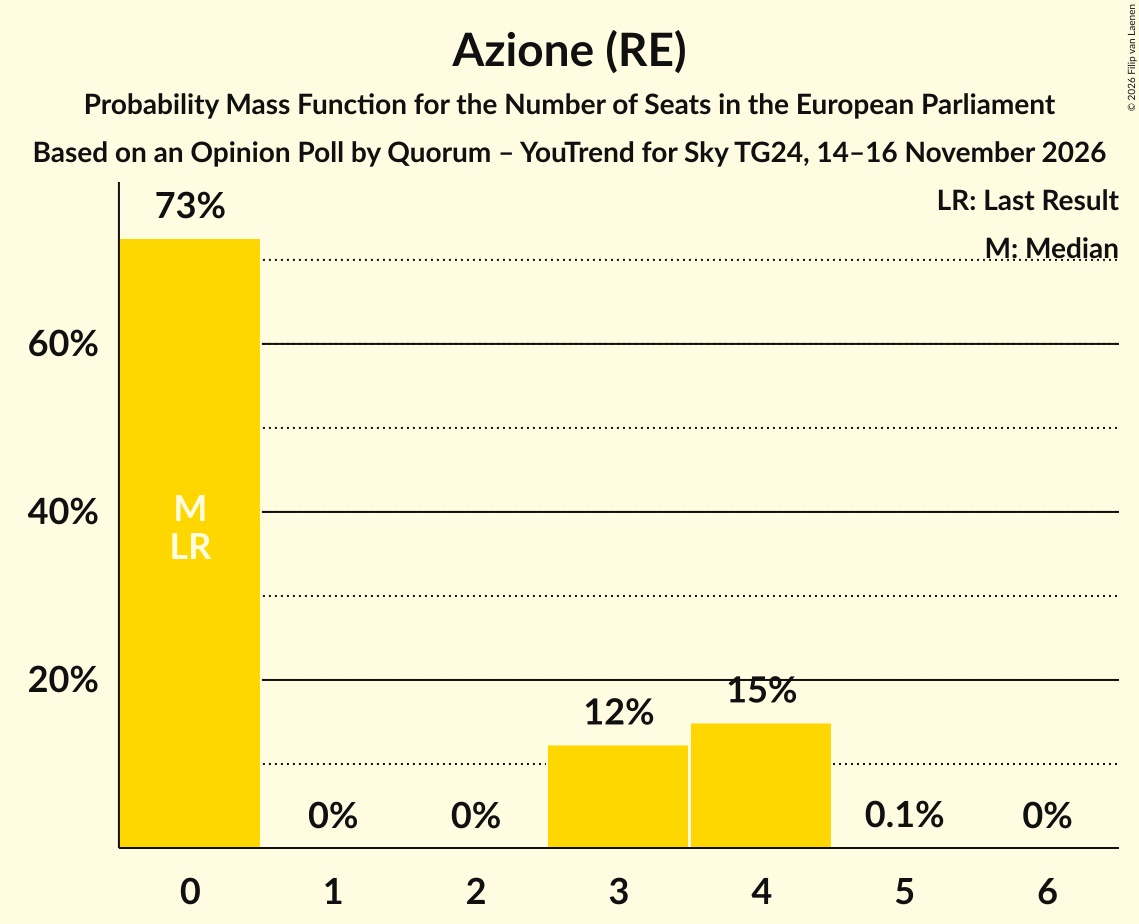 Azione (RE)
Probability Mass Function for the Number of Seats in the European Parliament
Based on an Opinion Poll by Quorum – YouTrend for Sky TG24, 14–16 November 2026
© 2026 Filip van Laenen
LR: Last Result
M: Median
73%
60%
40%
20%
M
LR
0%
0%
12%
15%
0.1%
0%
0
1
2
3
4
5
6